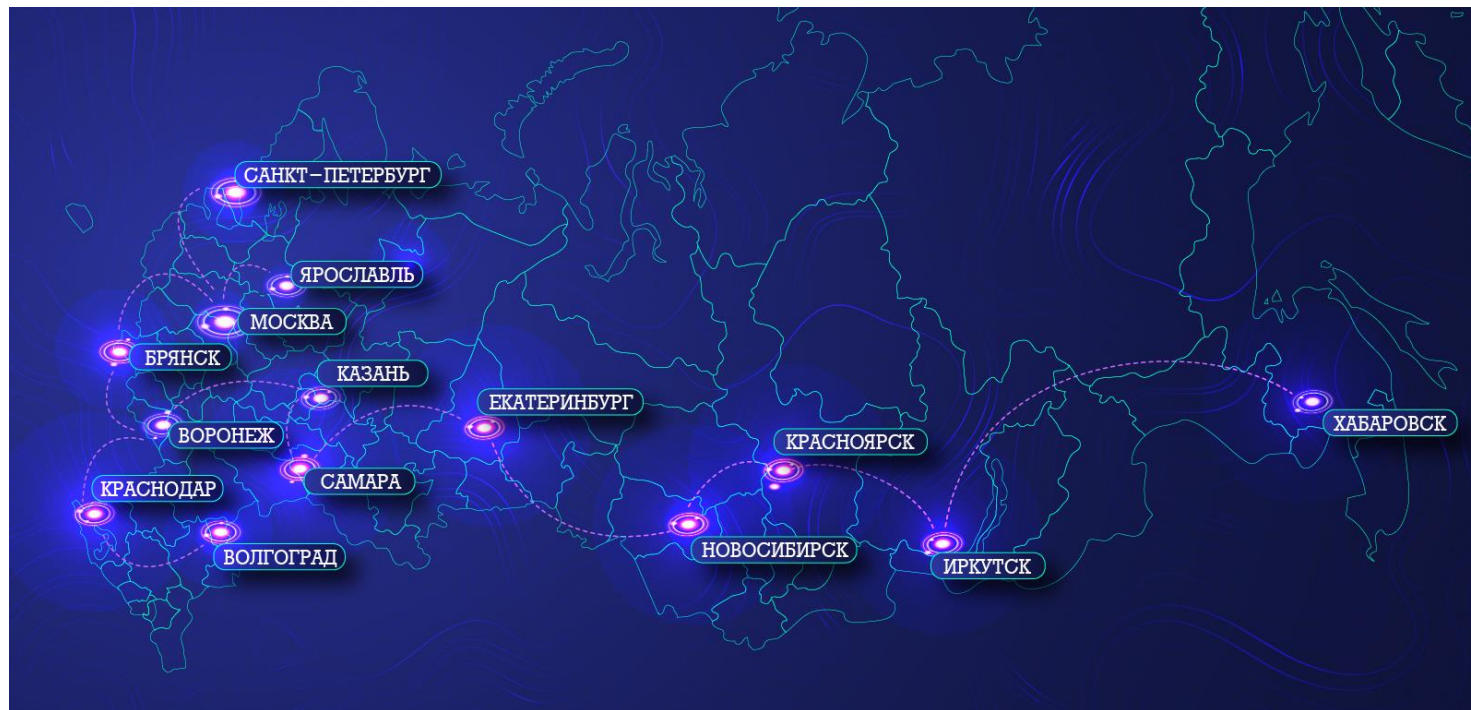 САНКТ-ПЕТЕРБУРГ
ЯРОСЛАВЛЬ
МОСКВА
БРЯНСК
КАЗАНЬ
ЕКАТЕРИНБУРГ
ВОРОНЕЖ
КРАСНОЯРСК
ХАБАРОВСК
САМАРА
КРАСНОДАР
ВОЛГОГРАД
НОВОСИБИРСК
ИРКУТСК